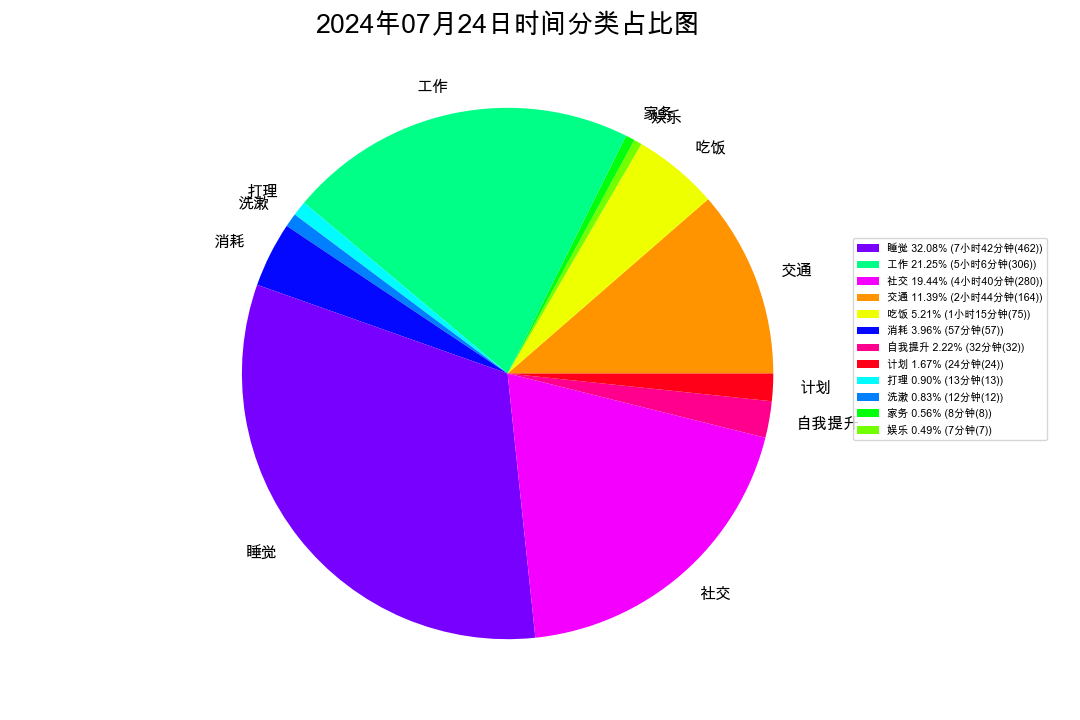 2024年07月24日时间分类占比图
工作
家务
娱乐
吃饭
打理
洗漱
消耗
交通
计划
自我提升
睡觉
社交
睡觉 32.08% (7小时42分钟(462))
工作 21.25% (5小时6分钟(306))
社交 19.44% (4小时40分钟(280))
交通 11.39% (2小时44分钟(164))
吃饭 5.21% (1小时15分钟(75))
消耗 3.96% (57分钟(57))
自我提升 2.22% (32分钟(32))
计划 1.67% (24分钟(24))
打理 0.90% (13分钟(13))
洗漱 0.83% (12分钟(12))
家务 0.56% (8分钟(8))
娱乐 0.49% (7分钟(7))